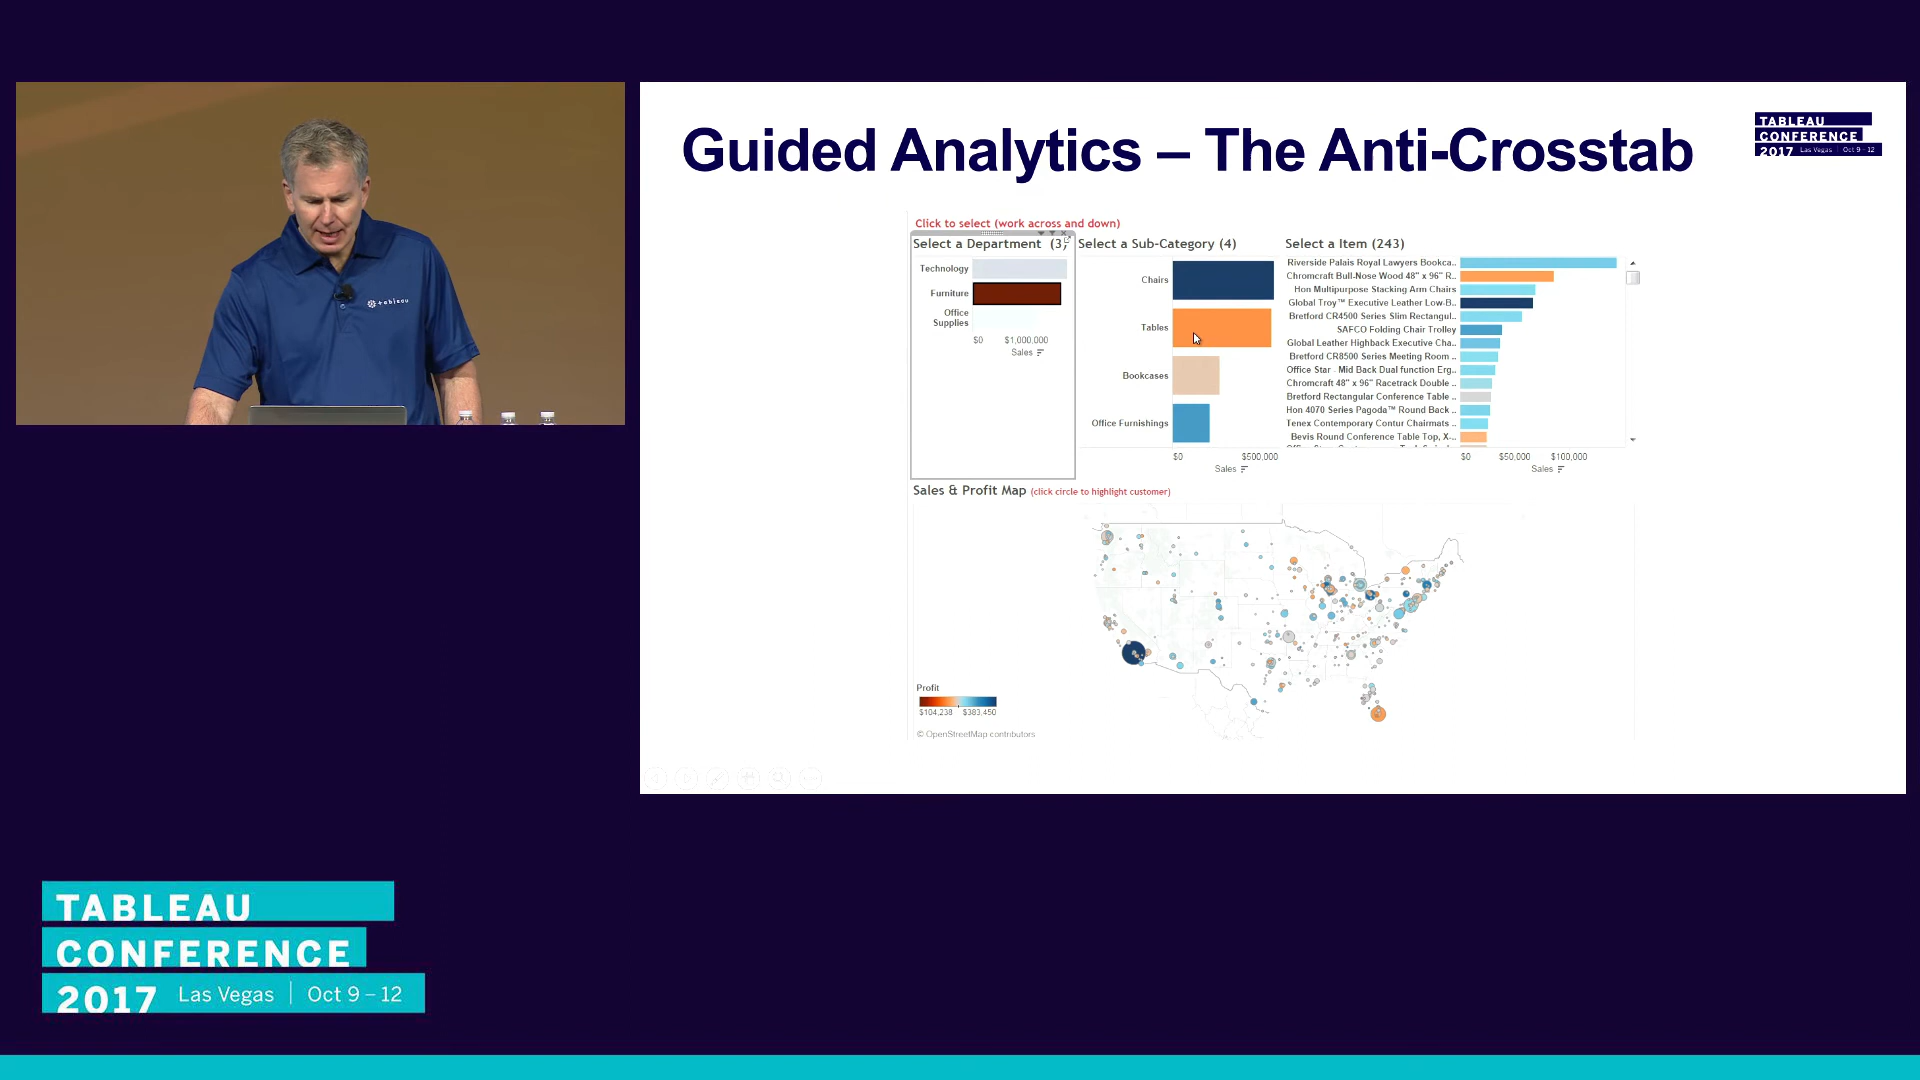 Guided Analytics – The Anti-Crosstab
TABLEAU
CONFERENCE
2017 Las Vegas | Oct 9 – 12
Click to select (work across and down)
Select a Department (3)
Technology
Furniture
Office
Supplies
$0 $1,000,000
Sales
Select a Sub-Category (4)
Chairs
Tables
Bookcases
Office Furnishings
$0 $500,000
Sales
Select a Item (243)
Riverside Palais Royal Lawyers Bookca..
Chromcraft Bull-Nose Wood 48" x 96" R..
Hon Multipurpose Stacking Arm Chairs
Global Troy™ Executive Leather Low-B..
Bretford CR4500 Series Slim Rectangul..
SAFCO Folding Chair Trolley
Global Leather Highback Executive Cha..
Bretford CR8500 Series Meeting Room ..
Office Star - Mid Back Dual function Erg..
Chromcraft 48" x 96" Racetrack Double ..
Bretford Rectangular Conference Table ..
Hon 4070 Series Pagoda™ Round Back ..
Tenex Contemporary Contur Chairmats ..
Bevis Round Conference Table Top, X-..
$0 $50,000 $100,000
Sales
Sales & Profit Map (click circle to highlight customer)
Profit
$104,238 $383,450
© OpenStreetMap contributors
tableau
TABLEAU
CONFERENCE
2017 Las Vegas | Oct 9 – 12